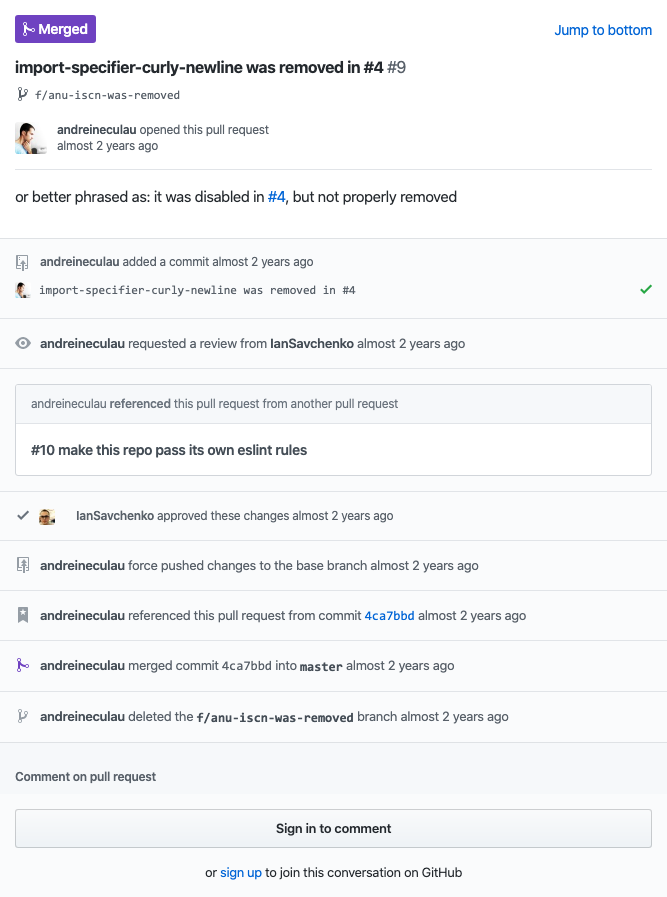 Merged
Jump to bottom
import-specifier-curly-newline was removed in #4 #9
f/anu-iscn-was-removed
andreineculau opened this pull request
almost 2 years ago
or better phrased as: it was disabled in #4, but not properly removed
andreineculau added a commit almost 2 years ago
import-specifier-curly-newline was removed in #4
andreineculau requested a review from IanSavchenko almost 2 years ago
andreineculau referenced this pull request from another pull request
#10 make this repo pass its own eslint rules
IanSavchenko approved these changes almost 2 years ago
andreineculau force pushed changes to the base branch almost 2 years ago
andreineculau referenced this pull request from commit 4ca7bbd almost 2 years ago
andreineculau merged commit 4ca7bbd into master almost 2 years ago
andreineculau deleted the f/anu-iscn-was-removed branch almost 2 years ago
Comment on pull request
Sign in to comment
or sign up to join this conversation on GitHub